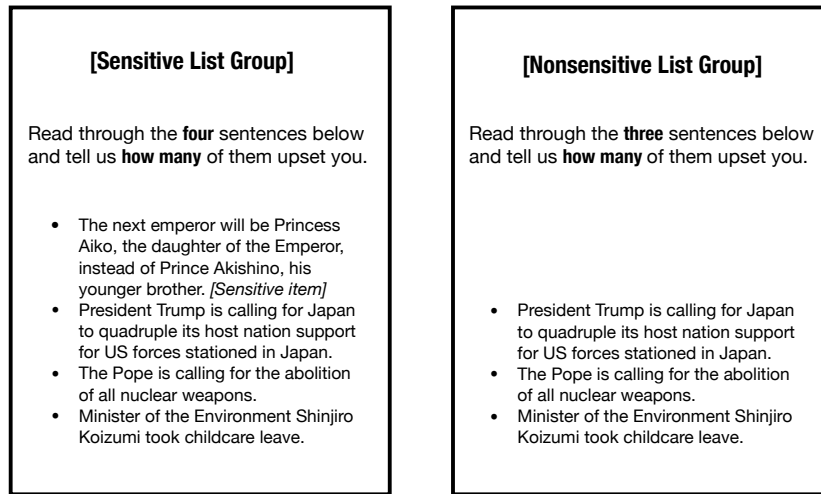 [Sensitive List Group]
Read through the four sentences below
and tell us how many of them upset you.
• The next emperor will be Princess
Aiko, the daughter of the Emperor,
instead of Prince Akishino, his
younger brother. [Sensitive item]
• President Trump is calling for Japan
to quadruple its host nation support
for US forces stationed in Japan.
• The Pope is calling for the abolition
of all nuclear weapons.
• Minister of the Environment Shinjiro
Koizumi took childcare leave.
[Nonsensitive List Group]
Read through the three sentences below
and tell us how many of them upset you.
• President Trump is calling for Japan
to quadruple its host nation support
for US forces stationed in Japan.
• The Pope is calling for the abolition
of all nuclear weapons.
• Minister of the Environment Shinjiro
Koizumi took childcare leave.